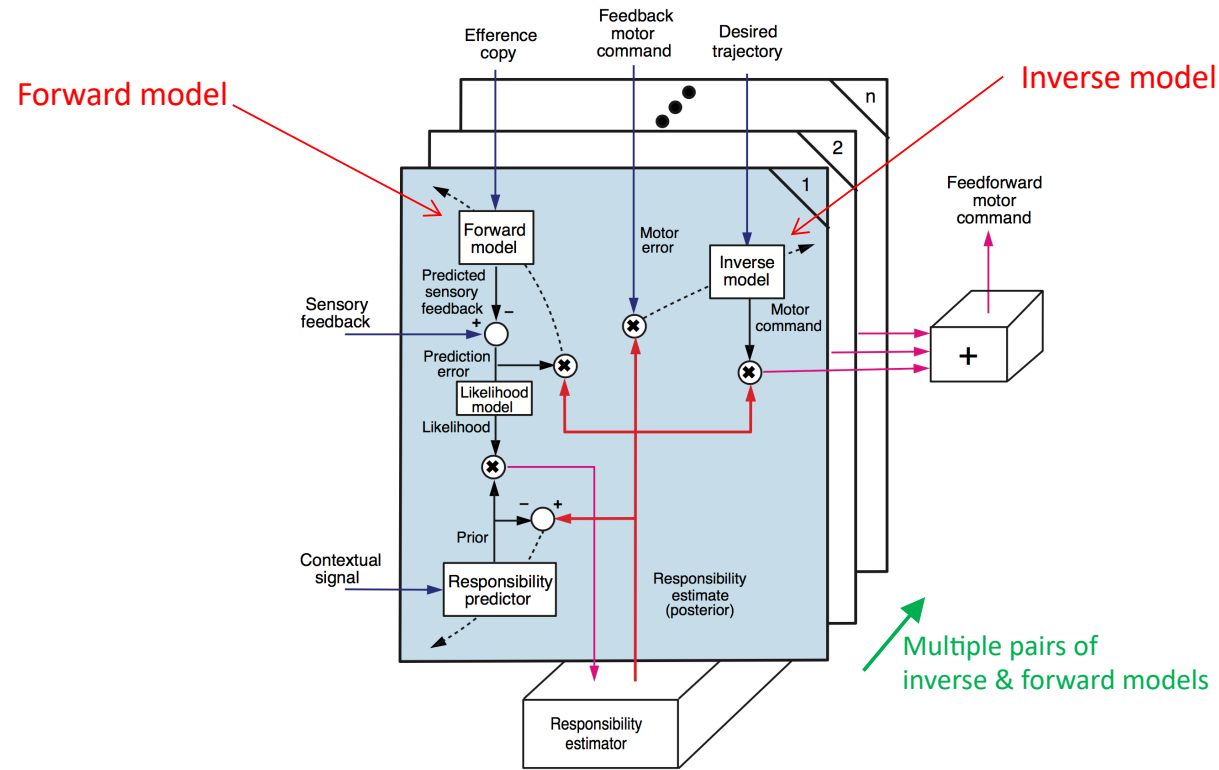 Efference
copy
Feedback
motor
command
Desired
trajectory
Forward model
Inverse model
n
2
1
Feedforward
motor
command
Forward
model
Motor
error
Inverse
model
Predicted
sensory
feedback
Sensory
feedback
+
−
Motor
command
+
Prediction
error
Likelihood
model
Likelihood
−
+
Prior
Contextual
signal
Responsibility
predictor
Responsibility
estimate
(posterior)
Multiple pairs of
inverse & forward models
Responsibility
estimator